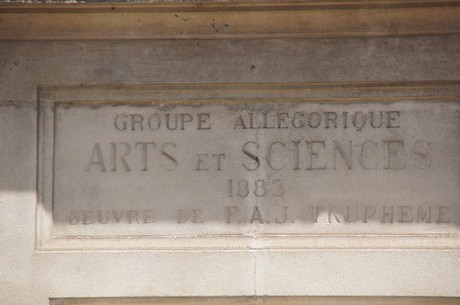 GROUPE ALLEGORIQUE
ARTS ET SCIENCES
1883
OEUVRE DE F.A.J. TRUPHEME